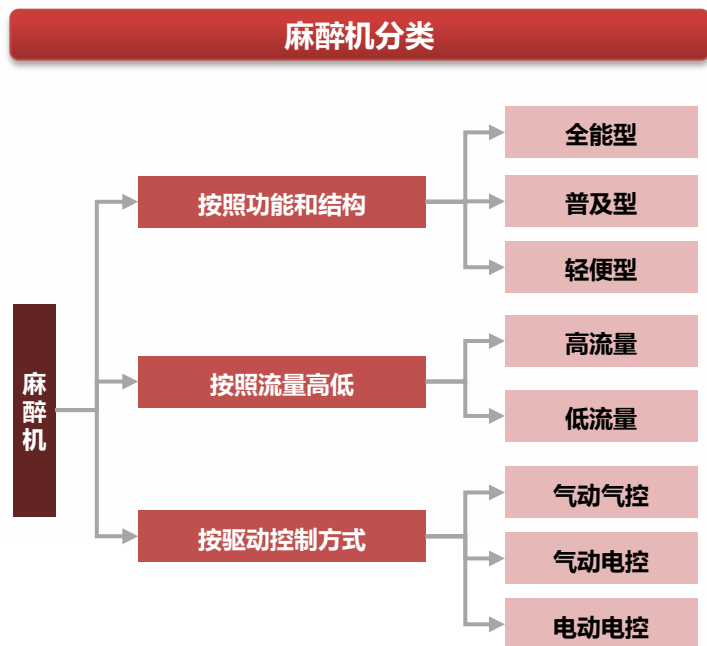 麻醉机分类
麻醉机
按照功能和结构
全能型
普及型
轻便型
按照流量高低
高流量
低流量
按驱动控制方式
气动气控
气动电控
电动电控